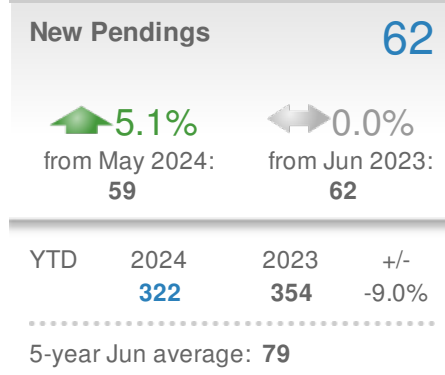 New Pendings 62
5.1% 0.0%
from May 2024: from Jun 2023:
59 62
YTD 2024 2023 +/-
322 354 -9.0%
5-year Jun average: 79